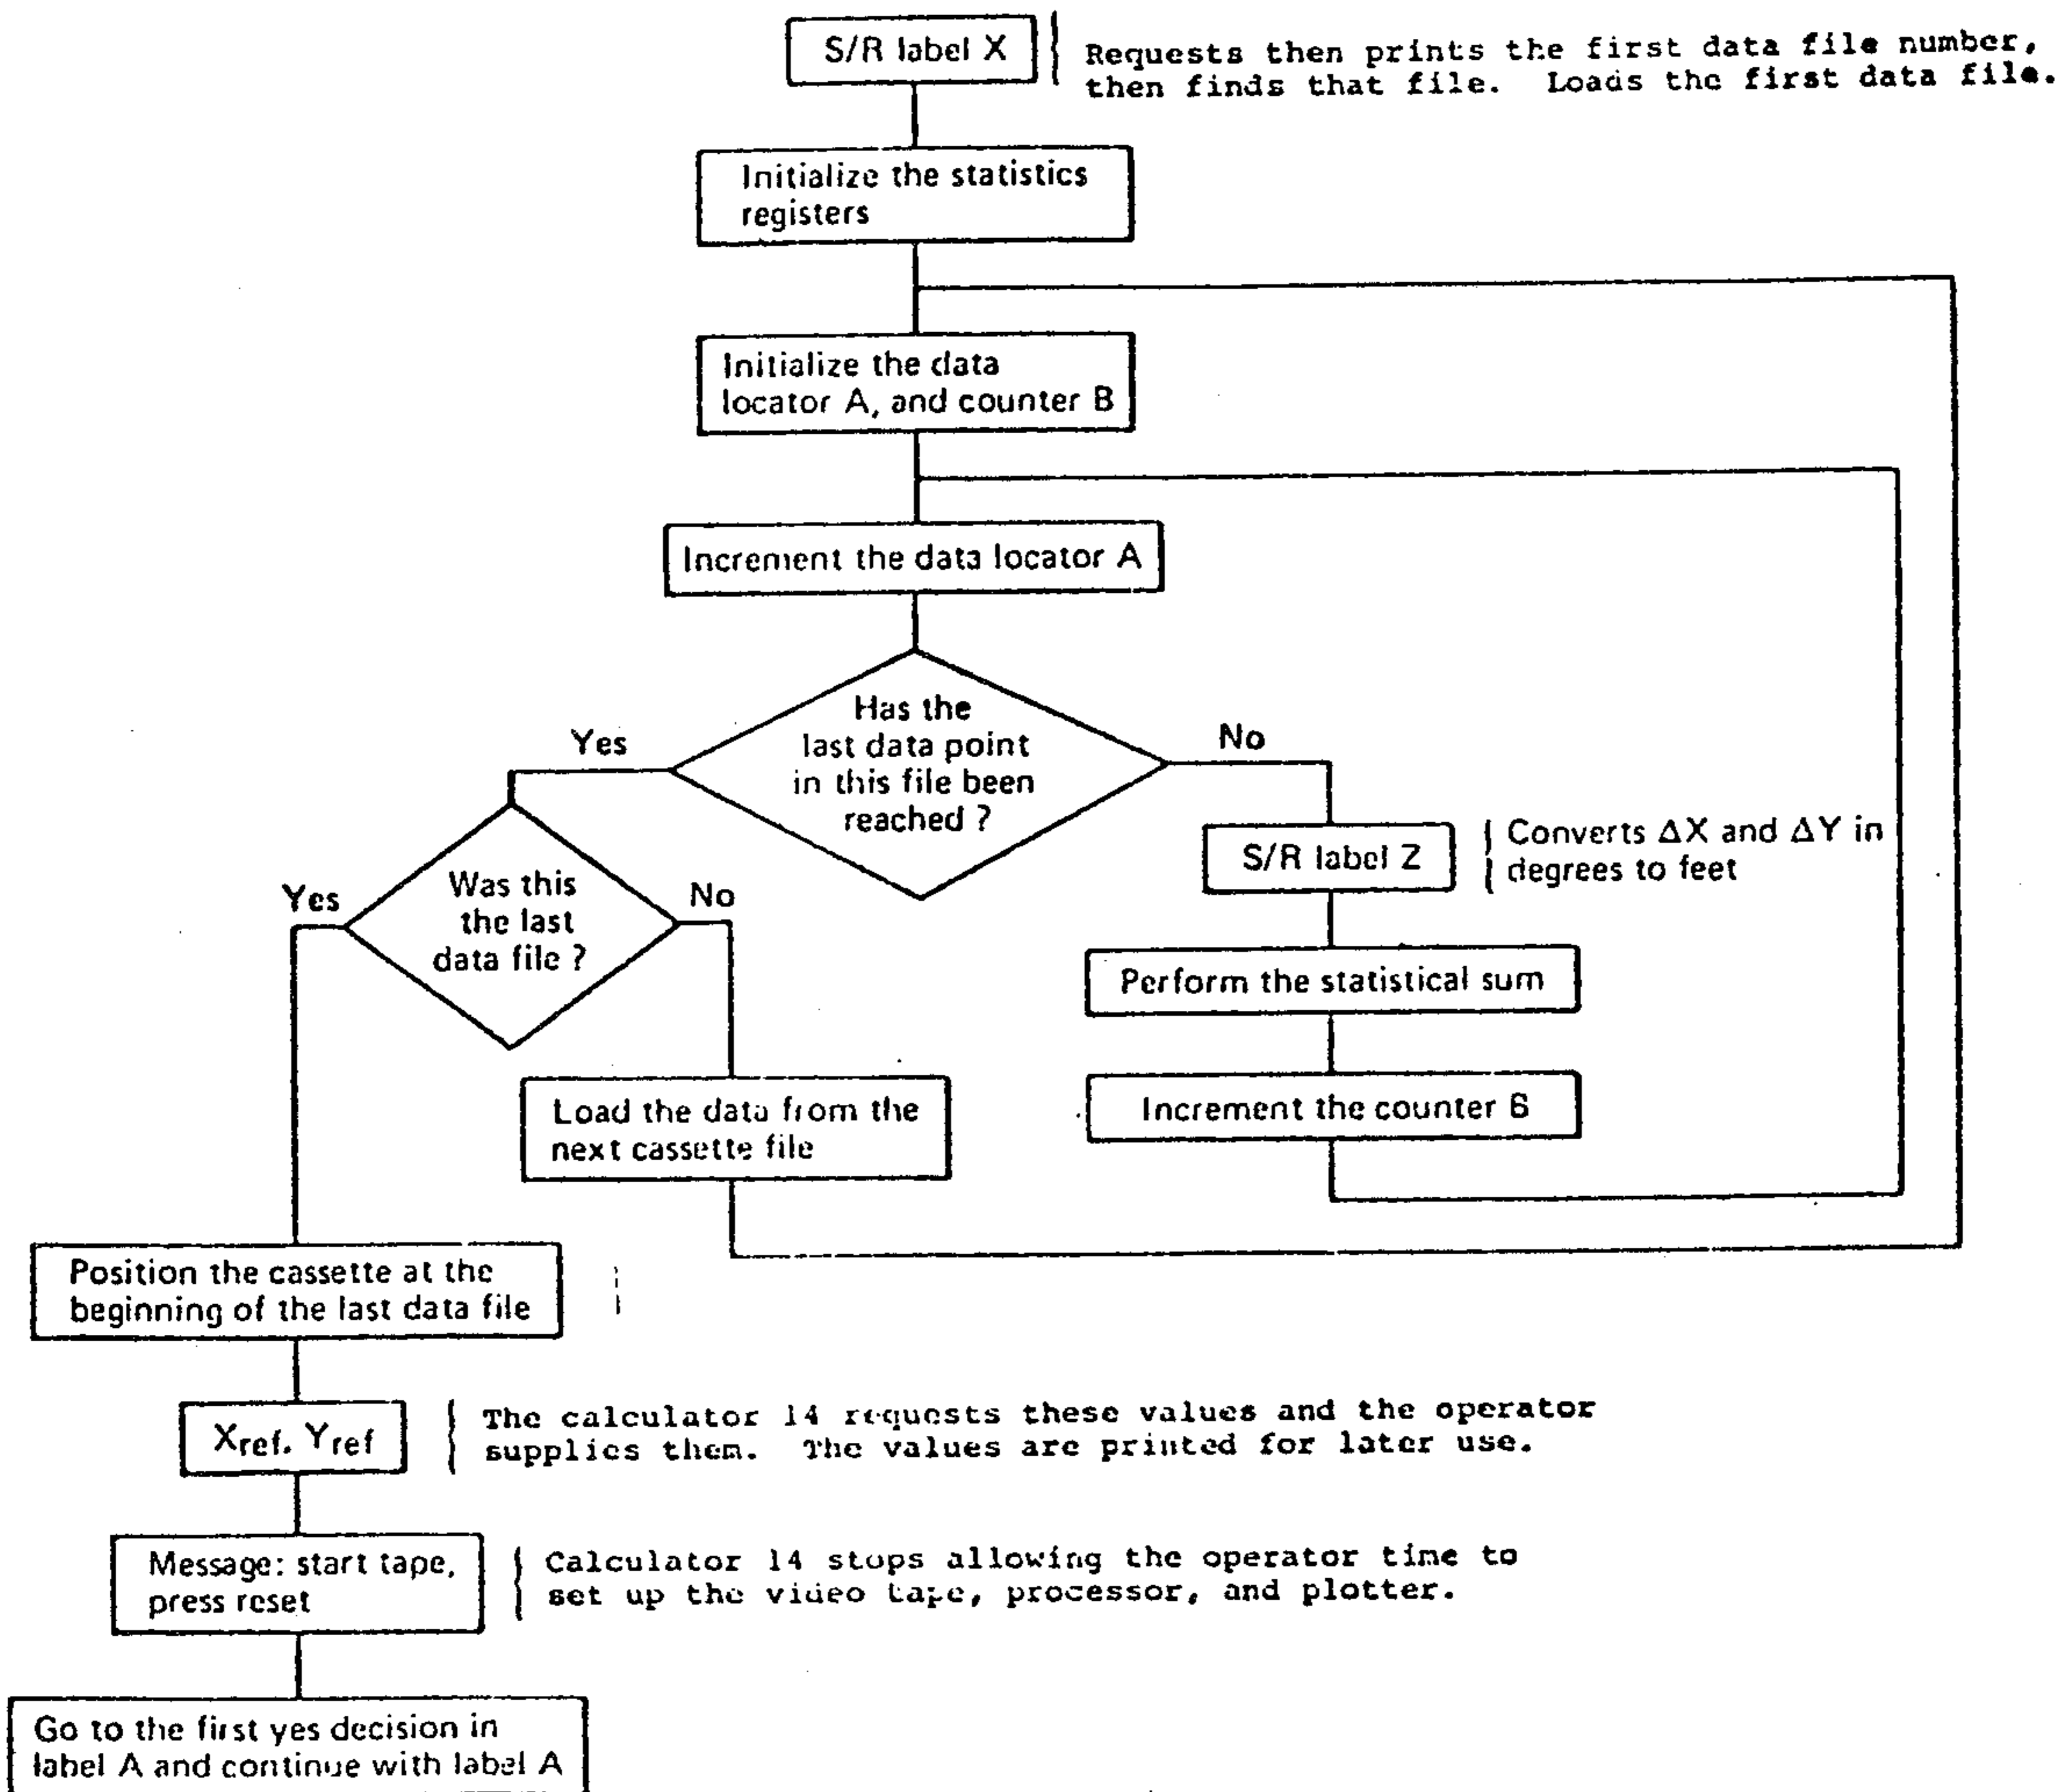 S/R label X
Requests then prints the first data file number,
then finds that file. Loads the first data file.
Initialize the statistics
registers
Initialize the data
locator A, and counter B
Increment the data locator A
Has the
last data point
in this file been
reached ?
Yes
No
S/R label Z
Converts ΔX and ΔY in
degrees to feet
Was this
the last
data file ?
Yes
No
Perform the statistical sum
Load the data from the
next cassette file
Increment the counter B
Position the cassette at the
beginning of the last data file
Xref. Yref
The calculator 14 requests these values and the operator
supplies them. The values are printed for later use.
Message: start tape,
press reset
Calculator 14 stops allowing the operator time to
set up the video tape, processor, and plotter.
Go to the first yes decision in
label A and continue with label A